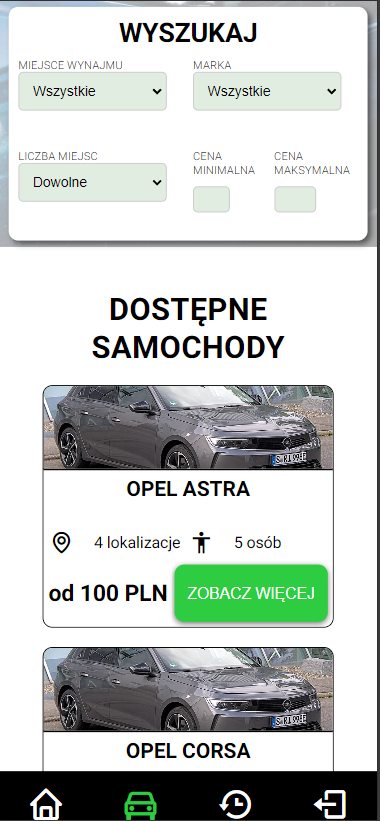 WYSZUKAJ
MIEJSCE WYNAJMU
MARKA
Wszystkie
Wszystkie
LICZBA MIEJSC
CENA
MINIMALNA
CENA
MAKSYMALNA
Dowolne
DOSTĘPNE
SAMOCHODY
OPEL ASTRA
4 lokalizacje
5 osób
od 100 PLN
ZOBACZ WIĘCEJ
OPEL CORSA